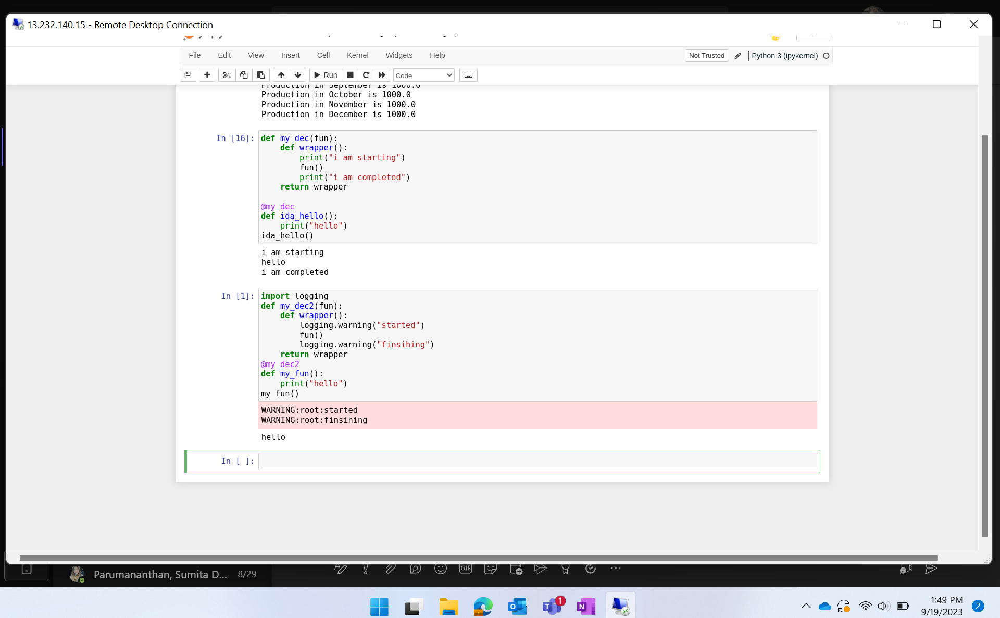 13.232.140.15 - Remote Desktop Connection
File Edit View Insert Cell Kernel Widgets Help
Not Trusted
Python 3 (ipykernel)
Run
Code
Production in September is 1000.0
Production in October is 1000.0
Production in November is 1000.0
Production in December is 1000.0
In [16]:
def my_dec(fun):
    def wrapper():
        print("i am starting")
        fun()
        print("i am completed")
    return wrapper
@my_dec
def ida_hello():
    print("hello")
ida_hello()
i am starting
hello
i am completed
In [1]:
import logging
def my_dec2(fun):
    def wrapper():
        logging.warning("started")
        fun()
        logging.warning("finsihing")
    return wrapper
@my_dec2
def my_fun():
    print("hello")
my_fun()
WARNING:root:started
WARNING:root:finsihing
hello
In [ ]:
Parumananthan, Sumita D... 8/29
GIF
1
1:49 PM
9/19/2023
2